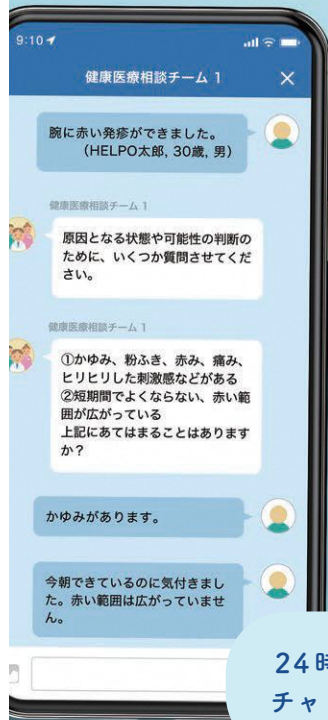 9:10
健康医療相談チーム 1
×
腕に赤い発疹ができました。
（HELPO太郎, 30歳, 男）
健康医療相談チーム 1
原因となる状態や可能性の判断の
ために、いくつか質問させてくだ
さい。
健康医療相談チーム 1
①かゆみ、粉ふき、赤み、痛み、
ヒリヒリした刺激感などがある
②短期間でよくならない、赤い範
囲が広がっている
上記にあてはまることはあります
か？
かゆみがあります。
今朝できているのに気付きまし
た。赤い範囲は広がっていませ
ん。
24時
チャ